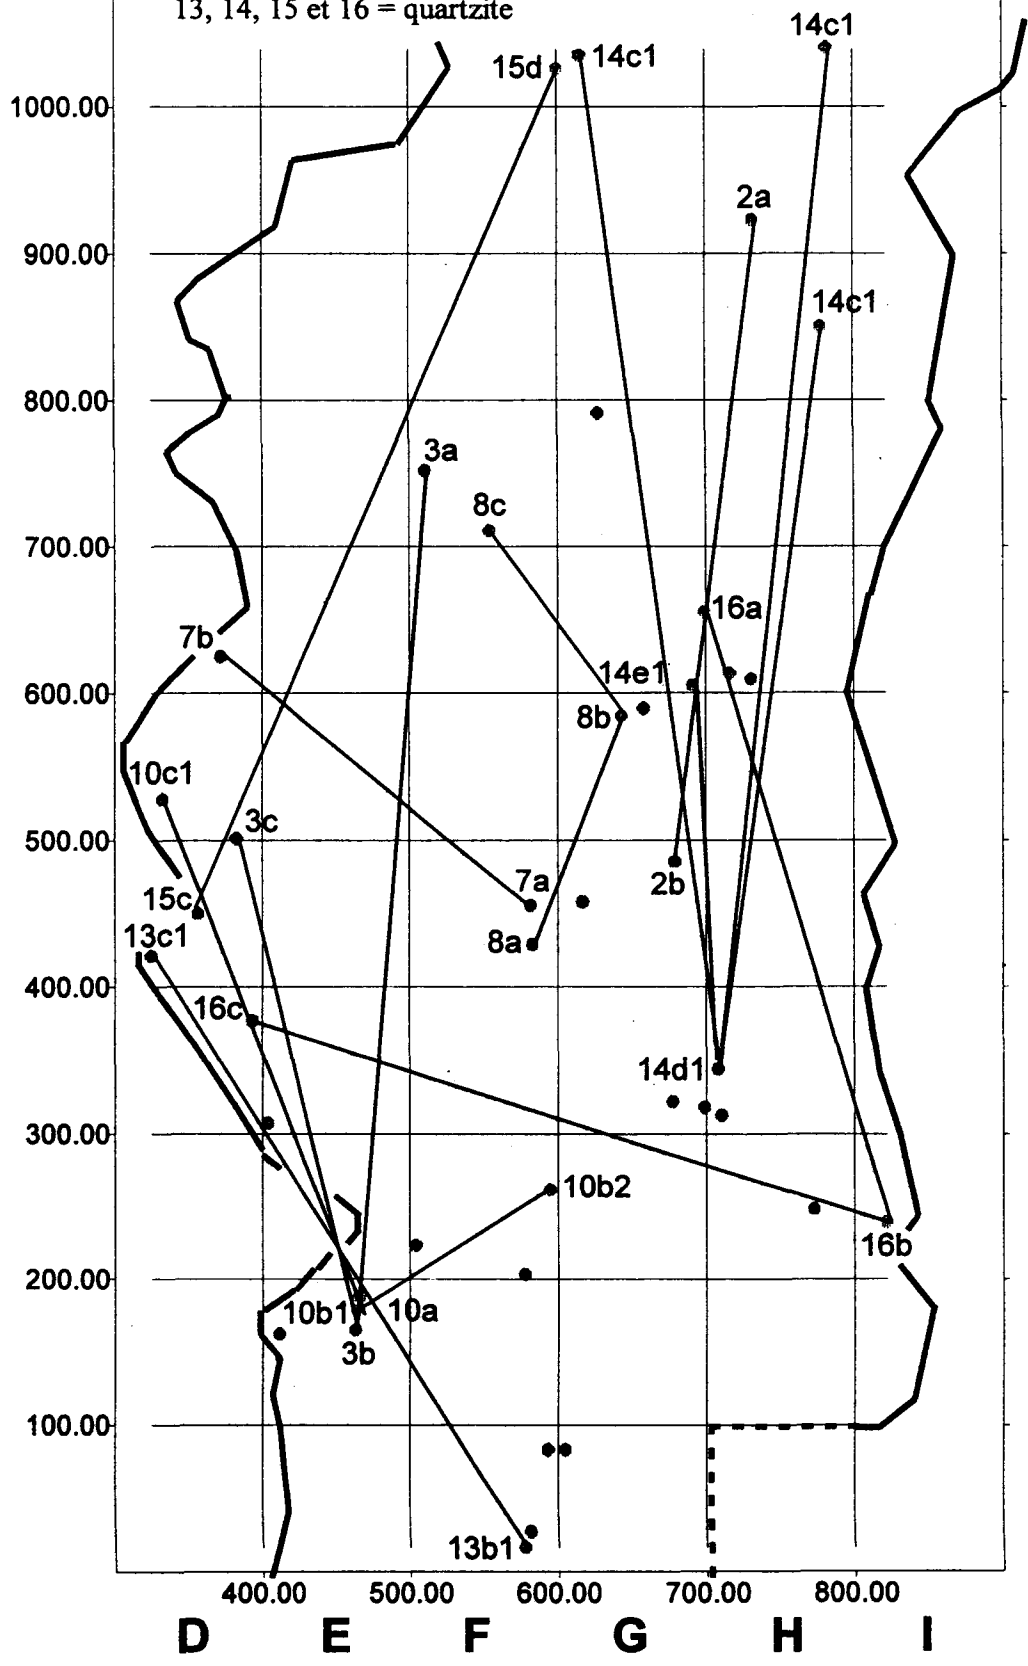 13, 14, 15 et 16 = quartzite
14c1
15d
14c1
1000.00
2a
900.00
14c1
800.00
3a
8c
700.00
16a
7b
14e1
600.00
8b
10c1
3c
500.00
7a
2b
15c
8a
13c1
400.00
16c
14d1
300.00
10b2
16b
200.00
10b1
10a
3b
100.00
13b1
400.00 500.00 600.00 700.00 800.00
D E F G H I